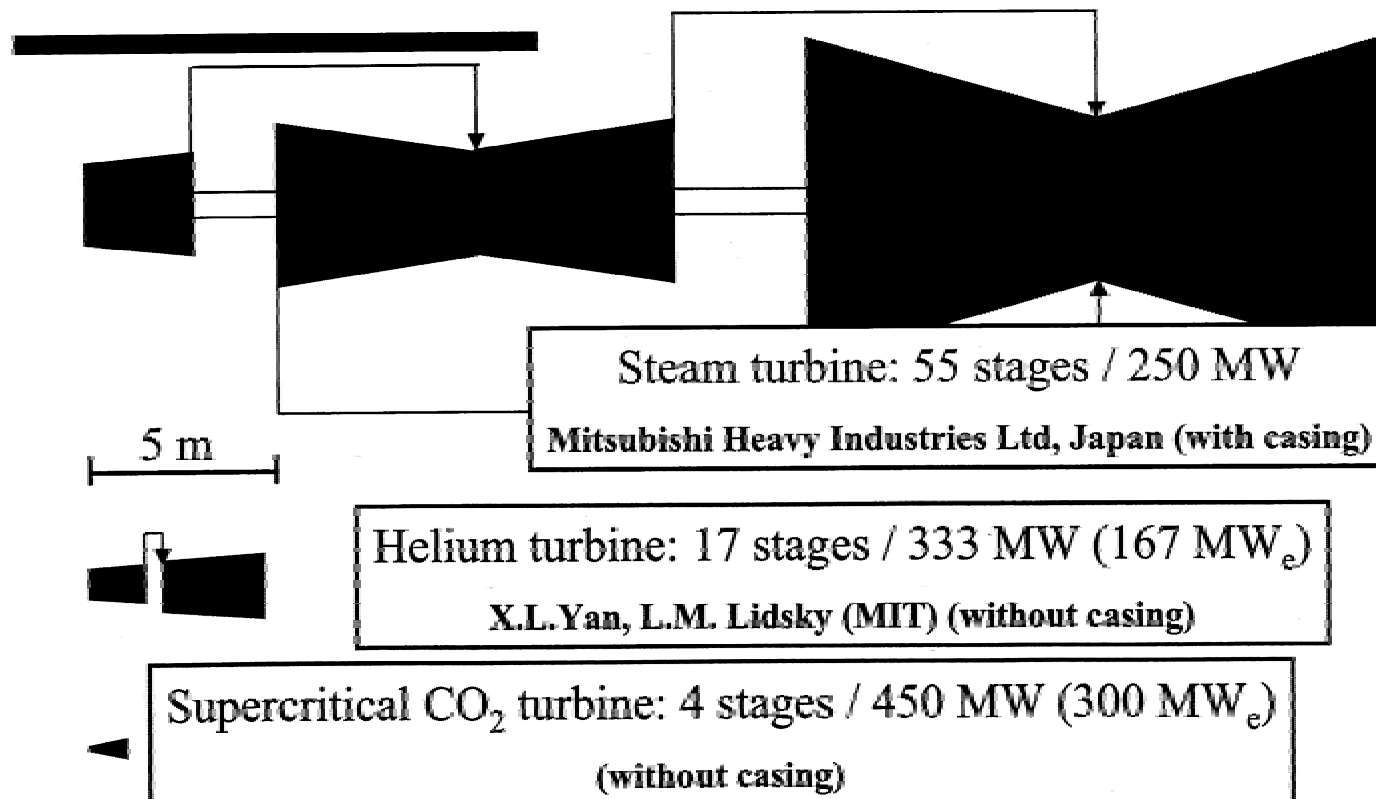 Steam turbine: 55 stages / 250 MW
Mitsubishi Heavy Industries Ltd, Japan (with casing)
5 m
Helium turbine: 17 stages / 333 MW (167 MWₑ)
X.L.Yan, L.M. Lidsky (MIT) (without casing)
Supercritical CO₂ turbine: 4 stages / 450 MW (300 MWₑ)
(without casing)